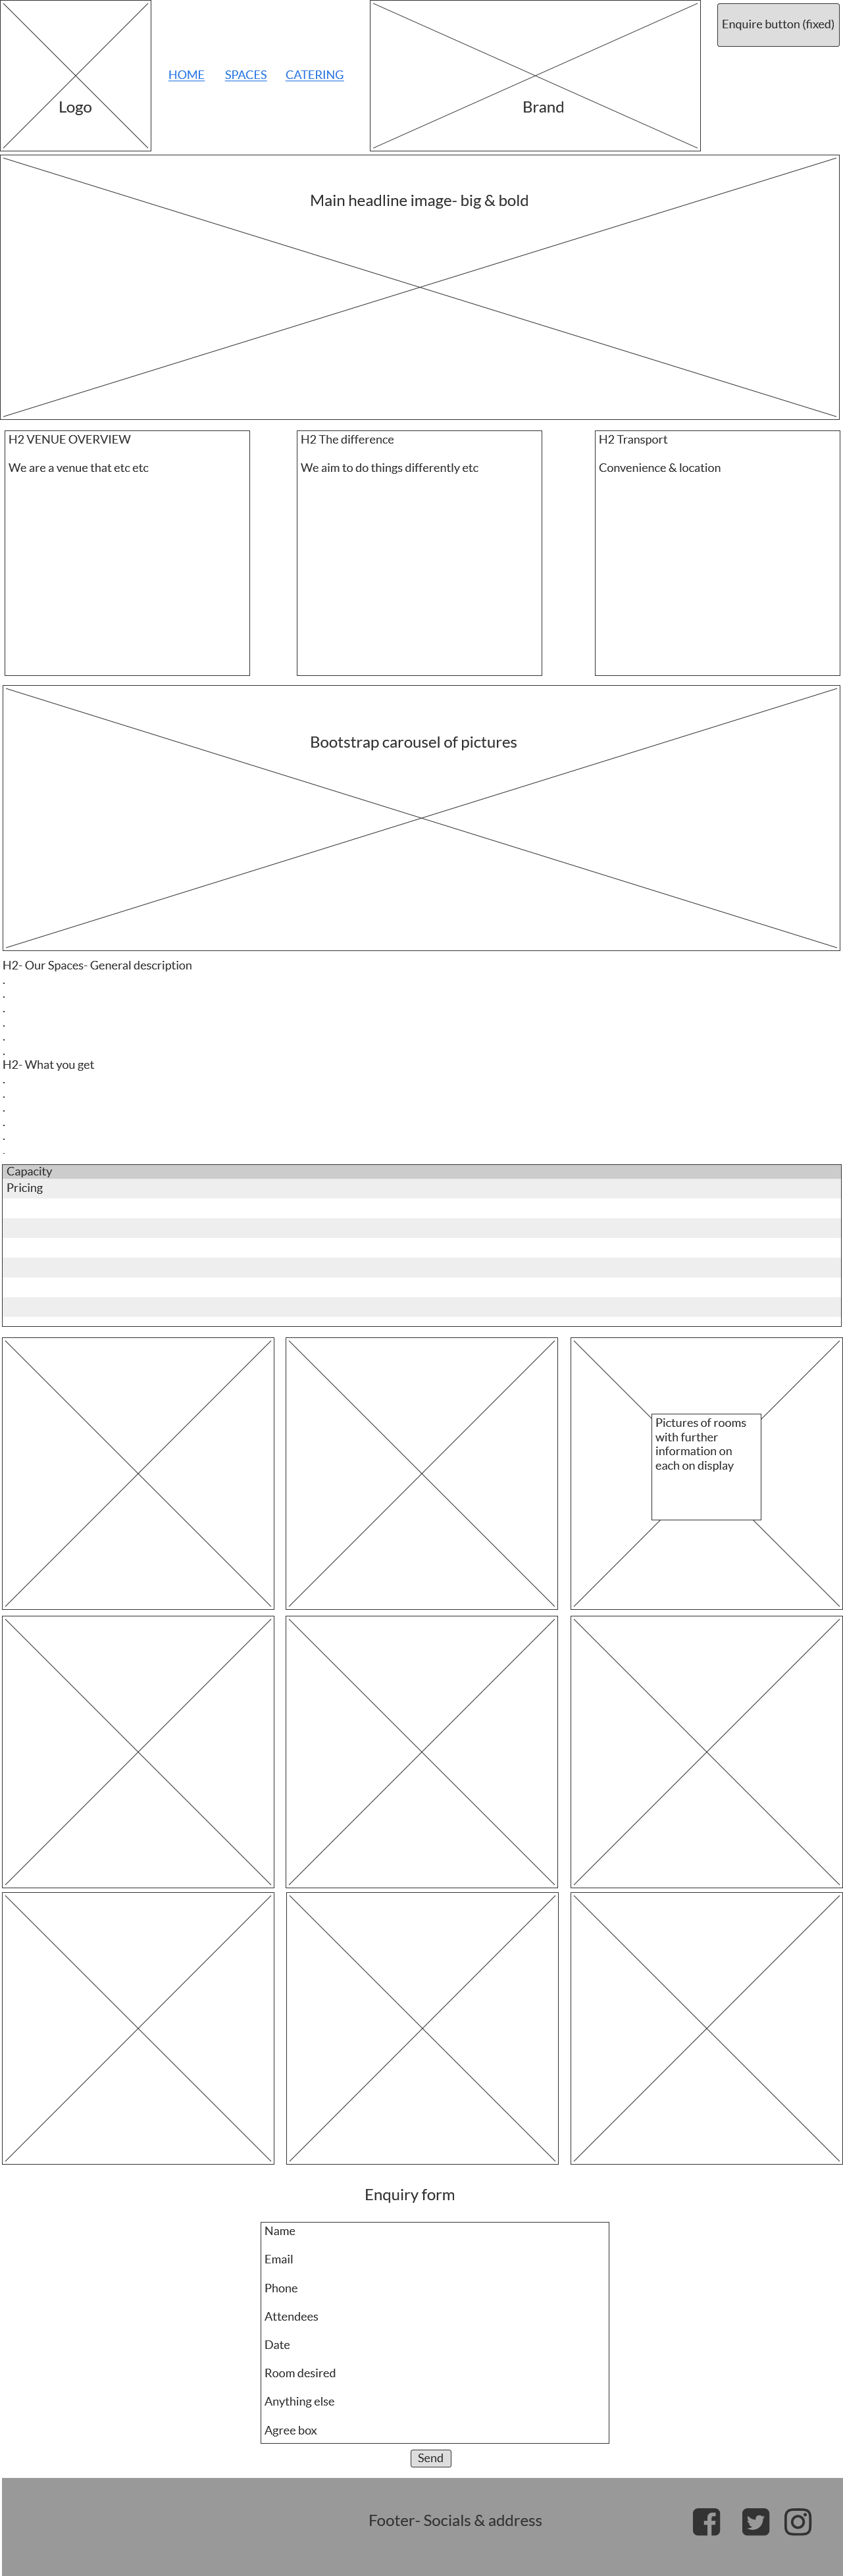 Enquire button (fixed)
HOME
SPACES
CATERING
Logo
Brand
Main headline image- big & bold
H2 VENUE OVERVIEW
We are a venue that etc etc
H2 The difference
We aim to do things differently etc
H2 Transport
Convenience & location
Bootstrap carousel of pictures
H2- Our Spaces- General description
.
.
.
.
.
.
H2- What you get
.
.
.
.
.
.
Capacity
Pricing
Pictures of rooms
with further
information on
each on display
Enquiry form
Name
Email
Phone
Attendees
Date
Room desired
Anything else
Agree box
Send
Footer- Socials & address